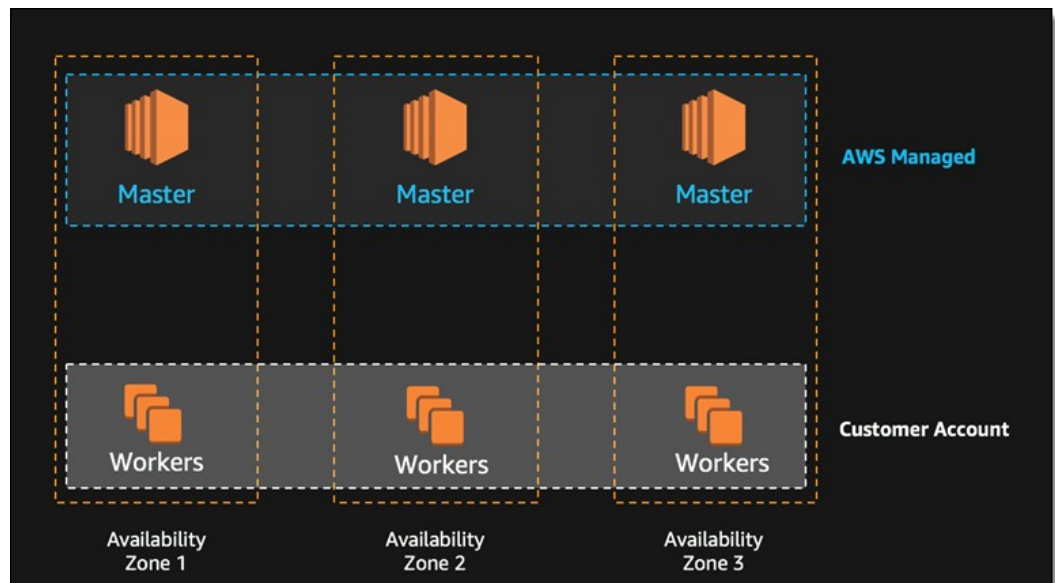 Master
Master
Master
AWS Managed
Workers
Workers
Workers
Customer Account
Availability
Zone 1
Availability
Zone 2
Availability
Zone 3